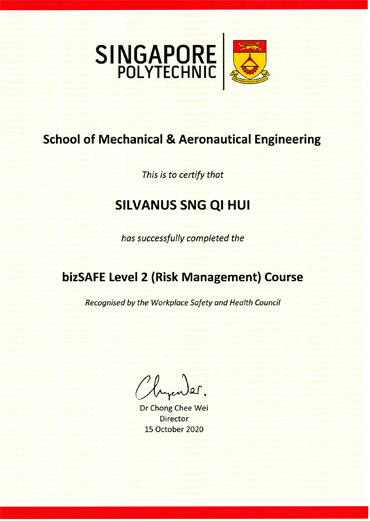 SINGAPORE
POLYTECHNIC
School of Mechanical & Aeronautical Engineering
This is to certify that
SILVANUS SNG QI HUI
has successfully completed the
bizSAFE Level 2 (Risk Management) Course
Recognised by the Workplace Safety and Health Council
Dr Chong Chee Wei
Director
15 October 2020